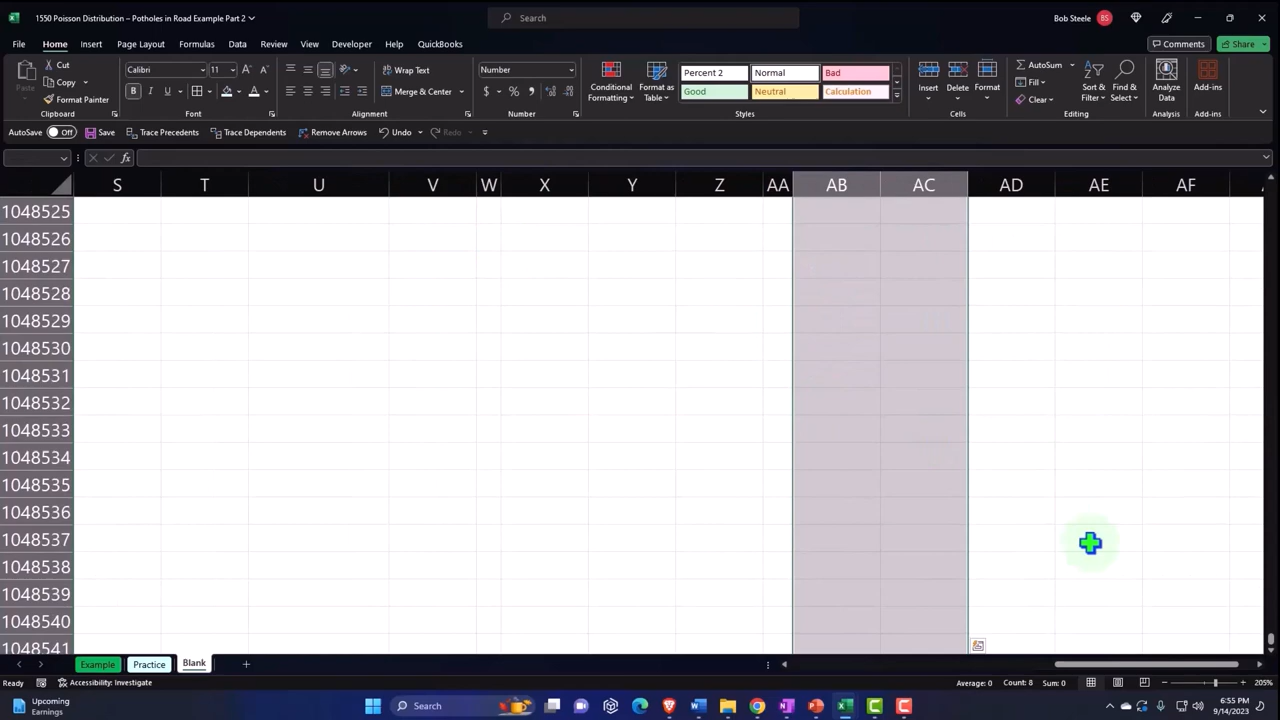 1550 Poisson Distribution – Potholes in Road Example Part 2
Search
Bob Steele BS
File Home Insert Page Layout Formulas Data Review View Developer Help QuickBooks
Comments Share
Paste
Cut
Copy
Format Painter
Clipboard
Calibri 11
B I U
Font
Wrap Text
Merge & Center
Alignment
Number
$ % ,
Number
Conditional Formatting
Format as Table
Percent 2 Normal Bad
Good Neutral Calculation
Styles
Insert Delete Format
Cells
AutoSum
Fill
Clear
Sort & Filter
Find & Select
Editing
Analyze Data
Analysis
Add-ins
Add-ins
AutoSave Off Save Trace Precedents Trace Dependents Remove Arrows Undo Redo
fx
S T U V W X Y Z AA AB AC AD AE AF
1048525
1048526
1048527
1048528
1048529
1048530
1048531
1048532
1048533
1048534
1048535
1048536
1048537
1048538
1048539
1048540
1048541
Example Practice Blank
Ready Accessibility: Investigate
Average: 0 Count: 8 Sum: 0
205%
Upcoming
Earnings
Search
6:55 PM
9/14/2023